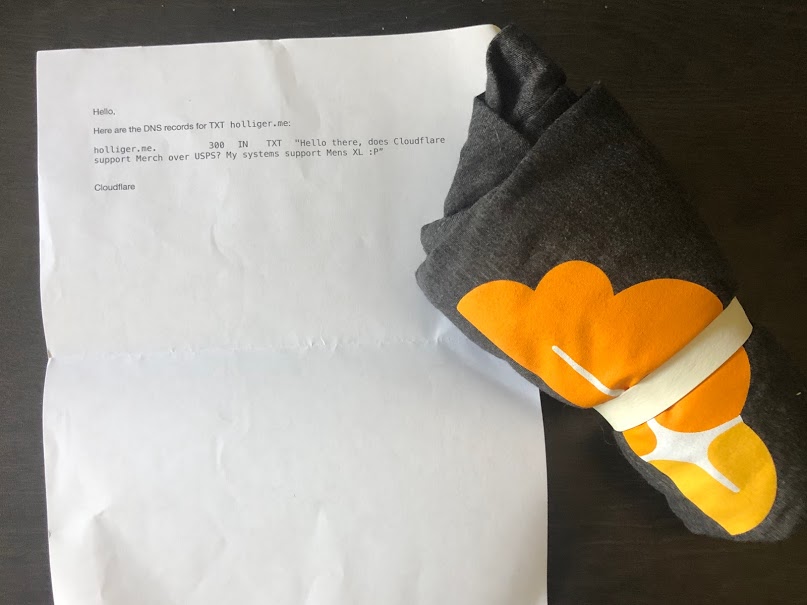 Hello,
Here are the DNS records for TXT holliger.me:
holliger.me. 300 IN TXT "Hello there, does Cloudflare
support Merch over USPS? My systems support Mens XL :P"
Cloudflare